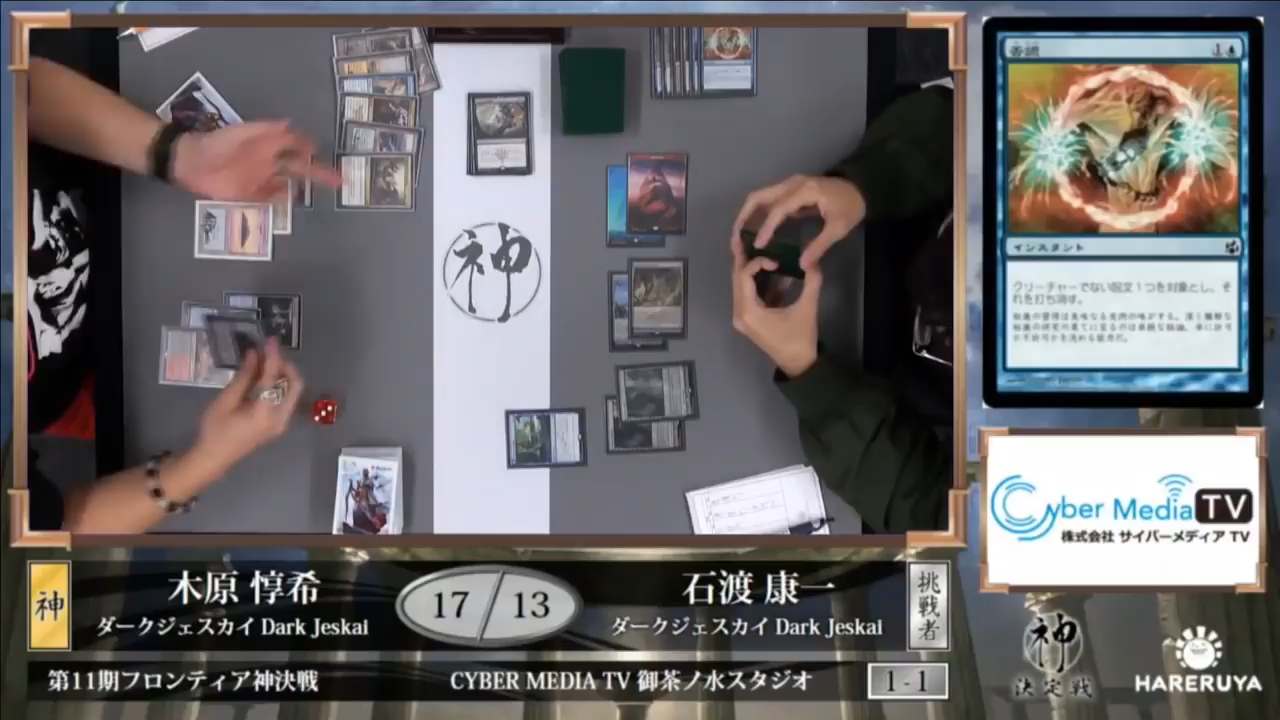 神
否認
1
インスタント
クリーチャーでない呪文1つを対象とし、そ
れを打ち消す。
Cyber Media TV
株式会社 サイバーメディア TV
神
木原 惇希
ダークジェスカイ Dark Jeskai
17 / 13
石渡 康一
ダークジェスカイ Dark Jeskai
挑戦者
第11期フロンティア神決戦
CYBER MEDIA TV 御茶ノ水スタジオ
1 - 1
神
決定戦
HARERUYA